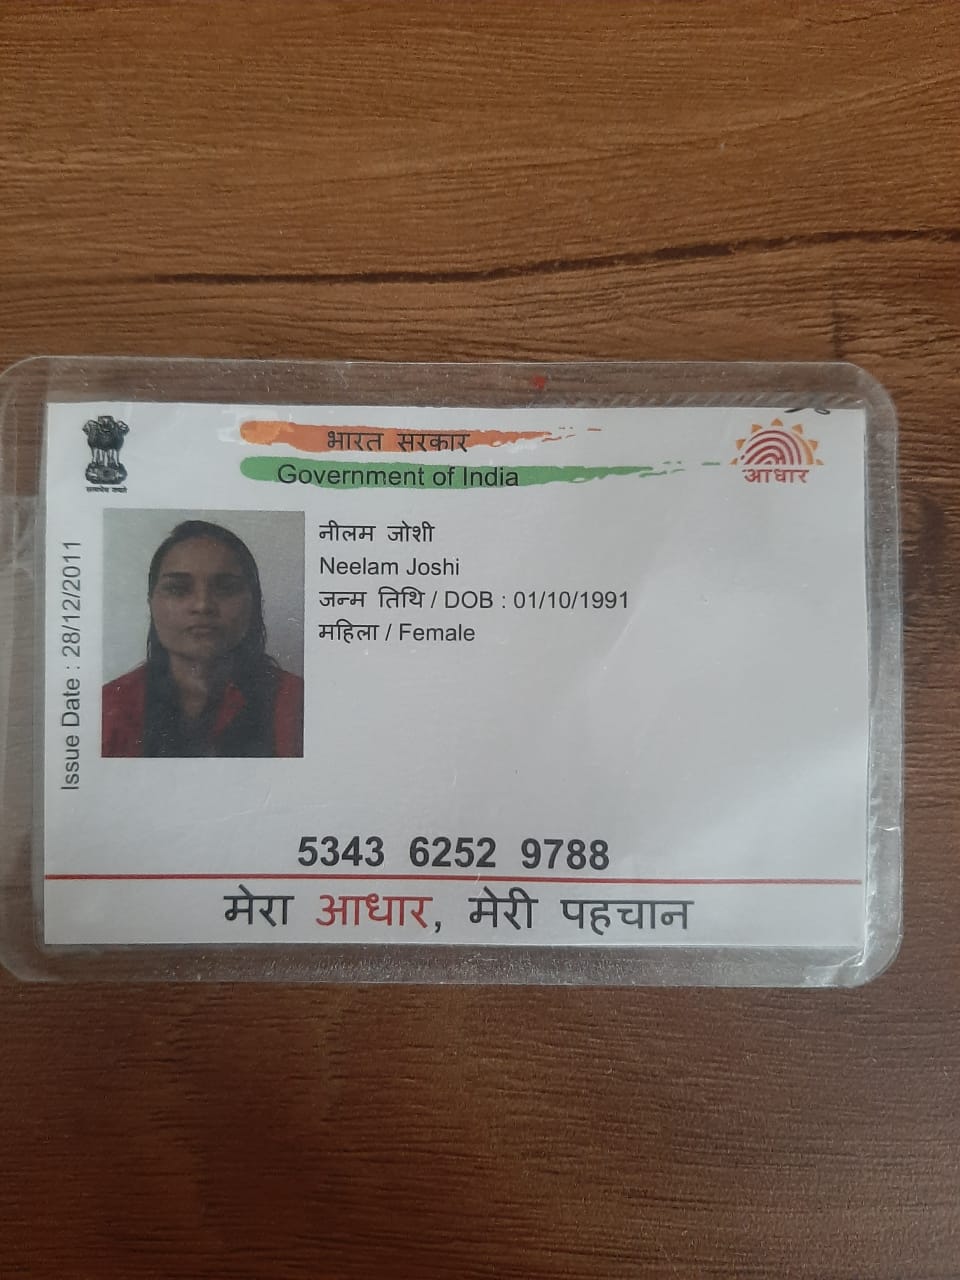 भारत सरकार
Government of India
आधार
नीलम जोशी
Neelam Joshi
जन्म तिथि / DOB : 01/10/1991
महिला / Female
Issue Date : 28/12/2011
5343 6252 9788
मेरा आधार, मेरी पहचान